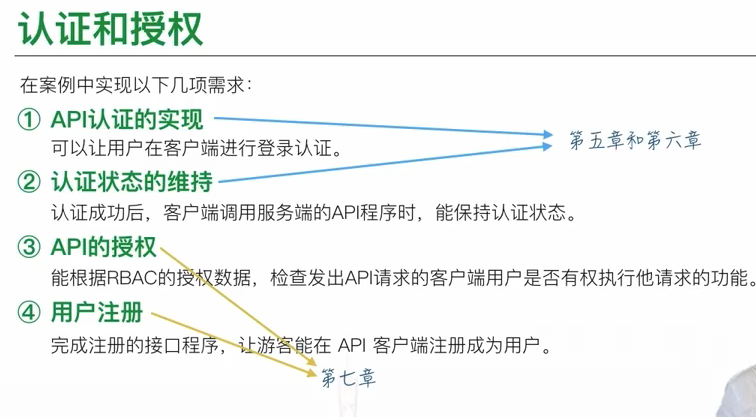 认证和授权
在案例中实现以下几项需求：
① API认证的实现
可以让用户在客户端进行登录认证。
第五章和第六章
② 认证状态的维持
认证成功后，客户端调用服务端的API程序时，能保持认证状态。
③ API的授权
能根据RBAC的授权数据，检查发出API请求的客户端用户是否有权执行他请求的功能。
④ 用户注册
完成注册的接口程序，让游客能在 API 客户端注册成为用户。
第七章